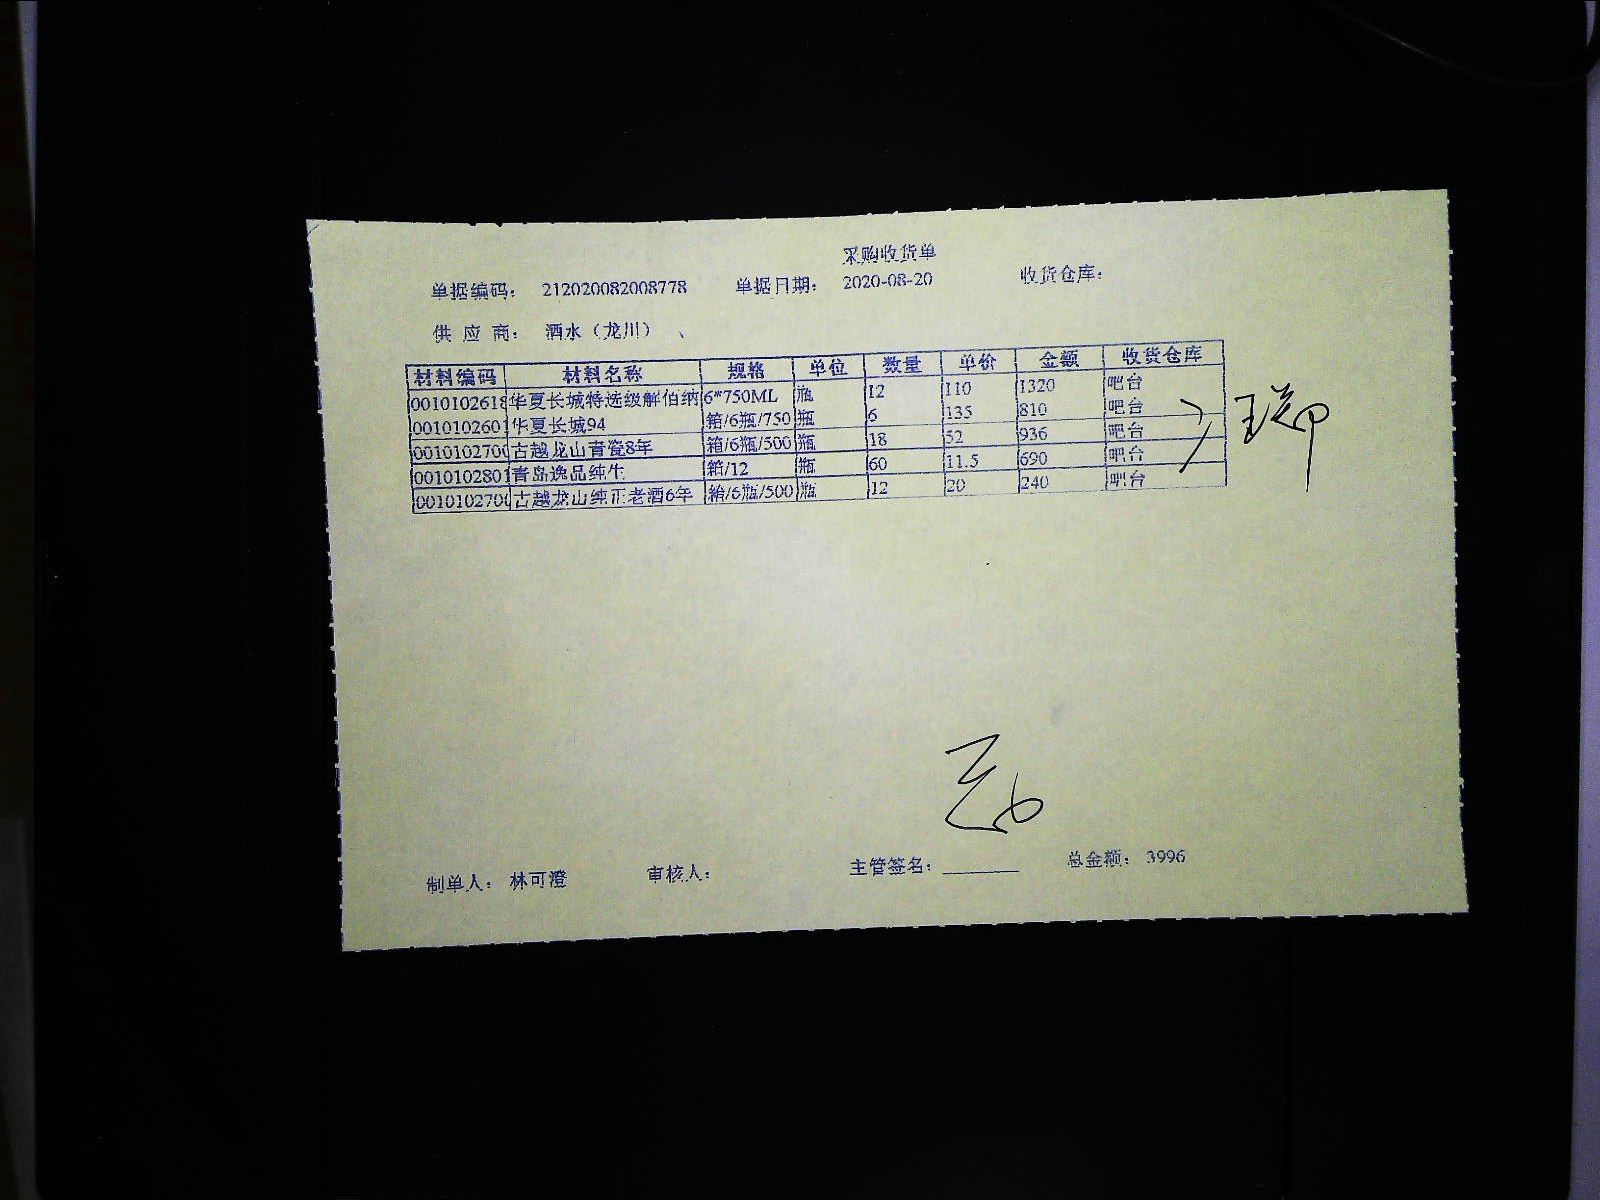 采购收货单
单据编码： 212020082008778 单据日期： 2020-08-20 收货仓库：
供 应 商： 酒水（龙川） 、
材料编码 材料名称 规格 单位 数量 单价 金额 收货仓库
0010102618 华夏长城特选级解伯纳 6*750ML 瓶 12 110 1320 吧台
0010102601 华夏长城94 箱/6瓶/750 瓶 6 135 810 吧台
001010270 古越龙山青瓷8年 箱/6瓶/500 瓶 18 52 936 吧台
0010102801 青岛逸品纯生 箱/12 瓶 60 11.5 690 吧台
001010270 古越龙山纯正老酒6年 箱/6瓶/500 瓶 12 20 240 吧台
制单人： 林可澄 审核人： 主管签名： 总金额： 3996